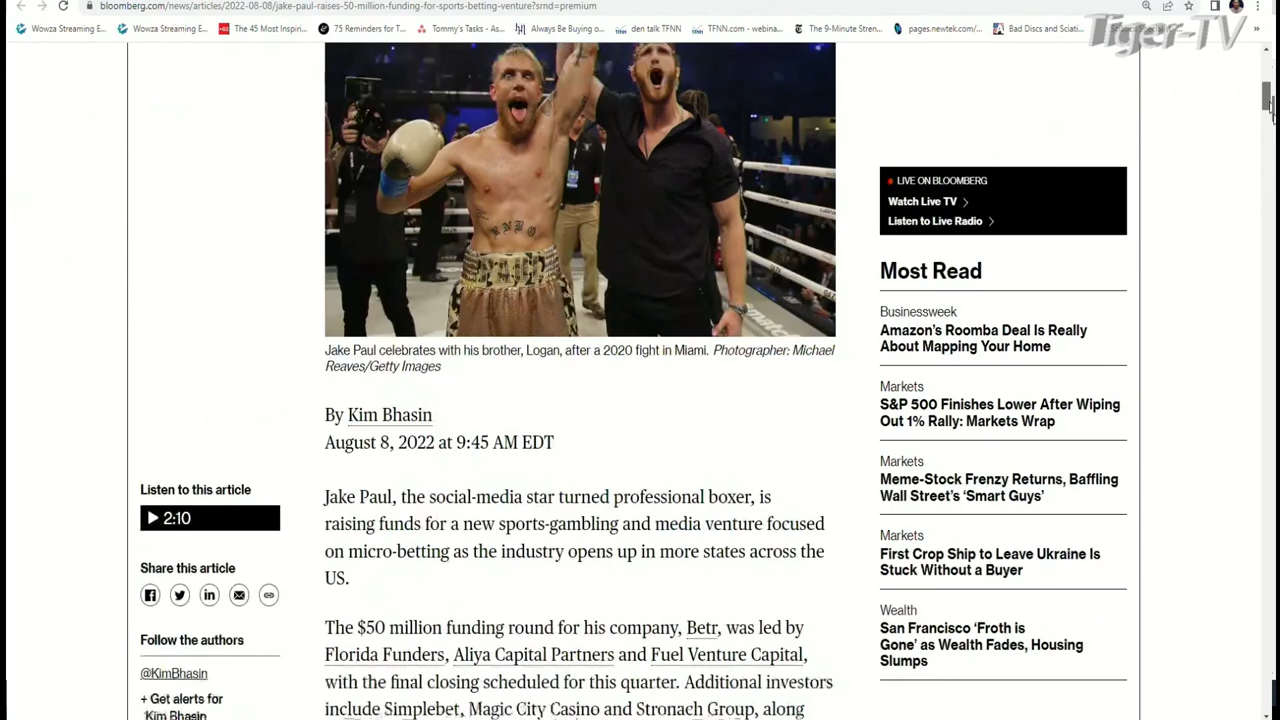 bloomberg.com/news/articles/2022-08-08/jake-paul-raises-50-million-funding-for-sports-betting-venture?srnd=premium
Wowza Streaming E...
Wowza Streaming E...
The 45 Most Inspiri...
75 Reminders for T...
Tommy's Tasks - As...
Always Be Refining o...
den talk TFNN
TFNN.com - webina...
The 9-Minute Stren...
pages.newtek.com/...
Bad Discs and Sciati...
Tiger-TV
LIVE ON BLOOMBERG
Watch Live TV
Listen to Live Radio
Most Read
Businessweek
Amazon's Roomba Deal Is Really
About Mapping Your Home
Markets
S&P 500 Finishes Lower After Wiping
Out 1% Rally: Markets Wrap
Markets
Meme-Stock Frenzy Returns, Baffling
Wall Street's 'Smart Guys'
Markets
First Crop Ship to Leave Ukraine Is
Stuck Without a Buyer
Wealth
San Francisco 'Froth is
Gone' as Wealth Fades, Housing
Slumps
Jake Paul celebrates with his brother, Logan, after a 2020 fight in Miami. Photographer: Michael
Reaves/Getty Images
By Kim Bhasin
August 8, 2022 at 9:45 AM EDT
Listen to this article
2:10
Share this article
Follow the authors
@KimBhasin
+ Get alerts for
Kim Bhasin
Jake Paul, the social-media star turned professional boxer, is
raising funds for a new sports-gambling and media venture focused
on micro-betting as the industry opens up in more states across the
US.
The $50 million funding round for his company, Betr, was led by
Florida Funders, Aliya Capital Partners and Fuel Venture Capital,
with the final closing scheduled for this quarter. Additional investors
include Simplebet, Magic City Casino and Stronach Group, along